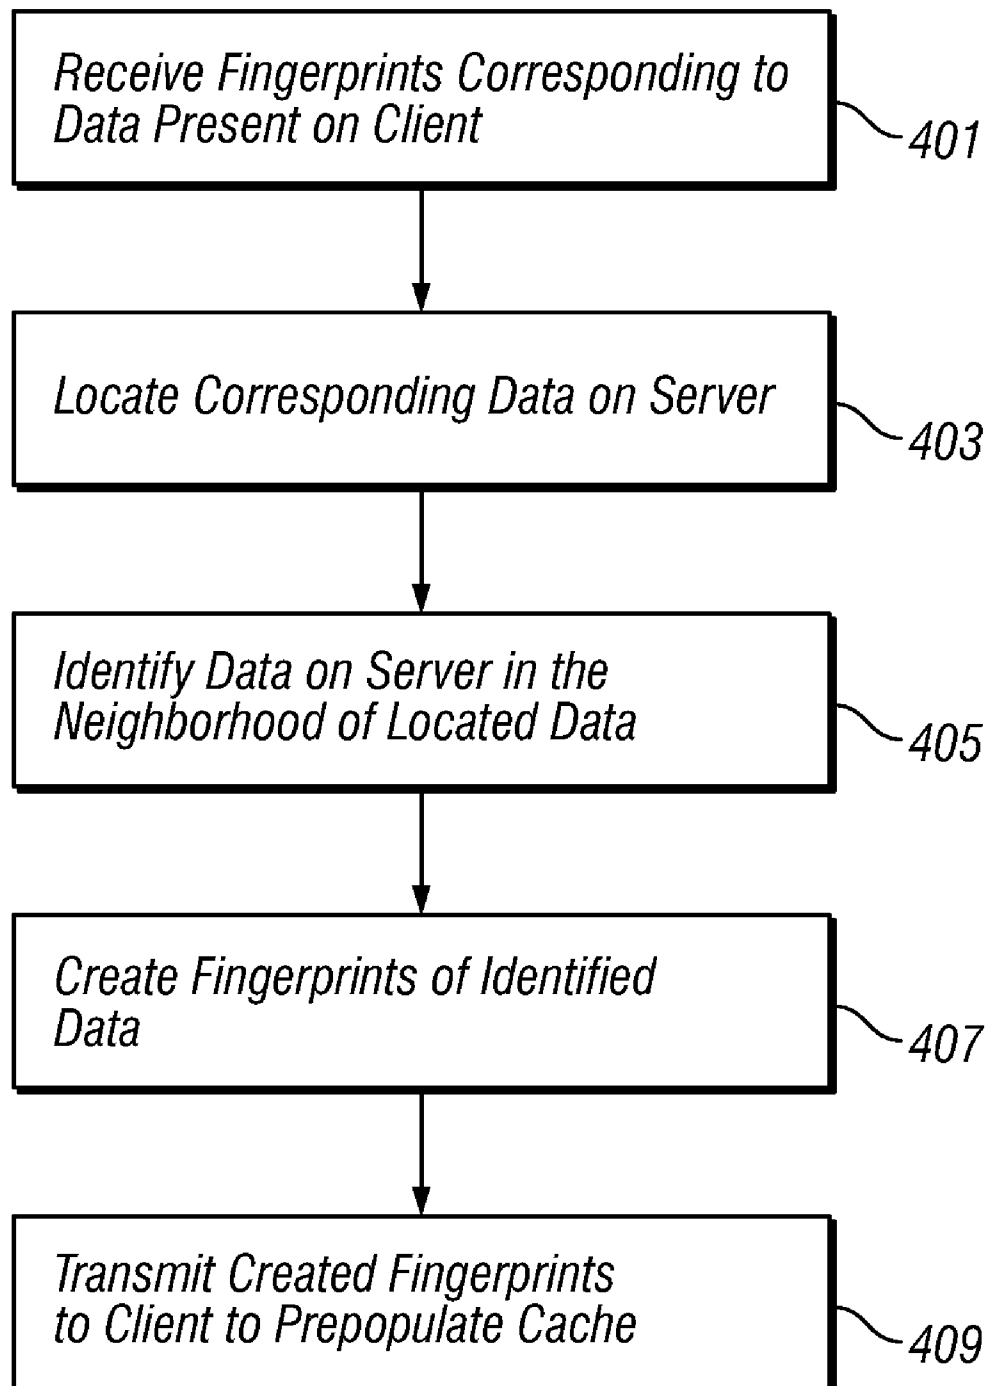 Receive Fingerprints Corresponding to
Data Present on Client
401
Locate Corresponding Data on Server
403
Identify Data on Server in the
Neighborhood of Located Data
405
Create Fingerprints of Identified
Data
407
Transmit Created Fingerprints
to Client to Prepopulate Cache
409